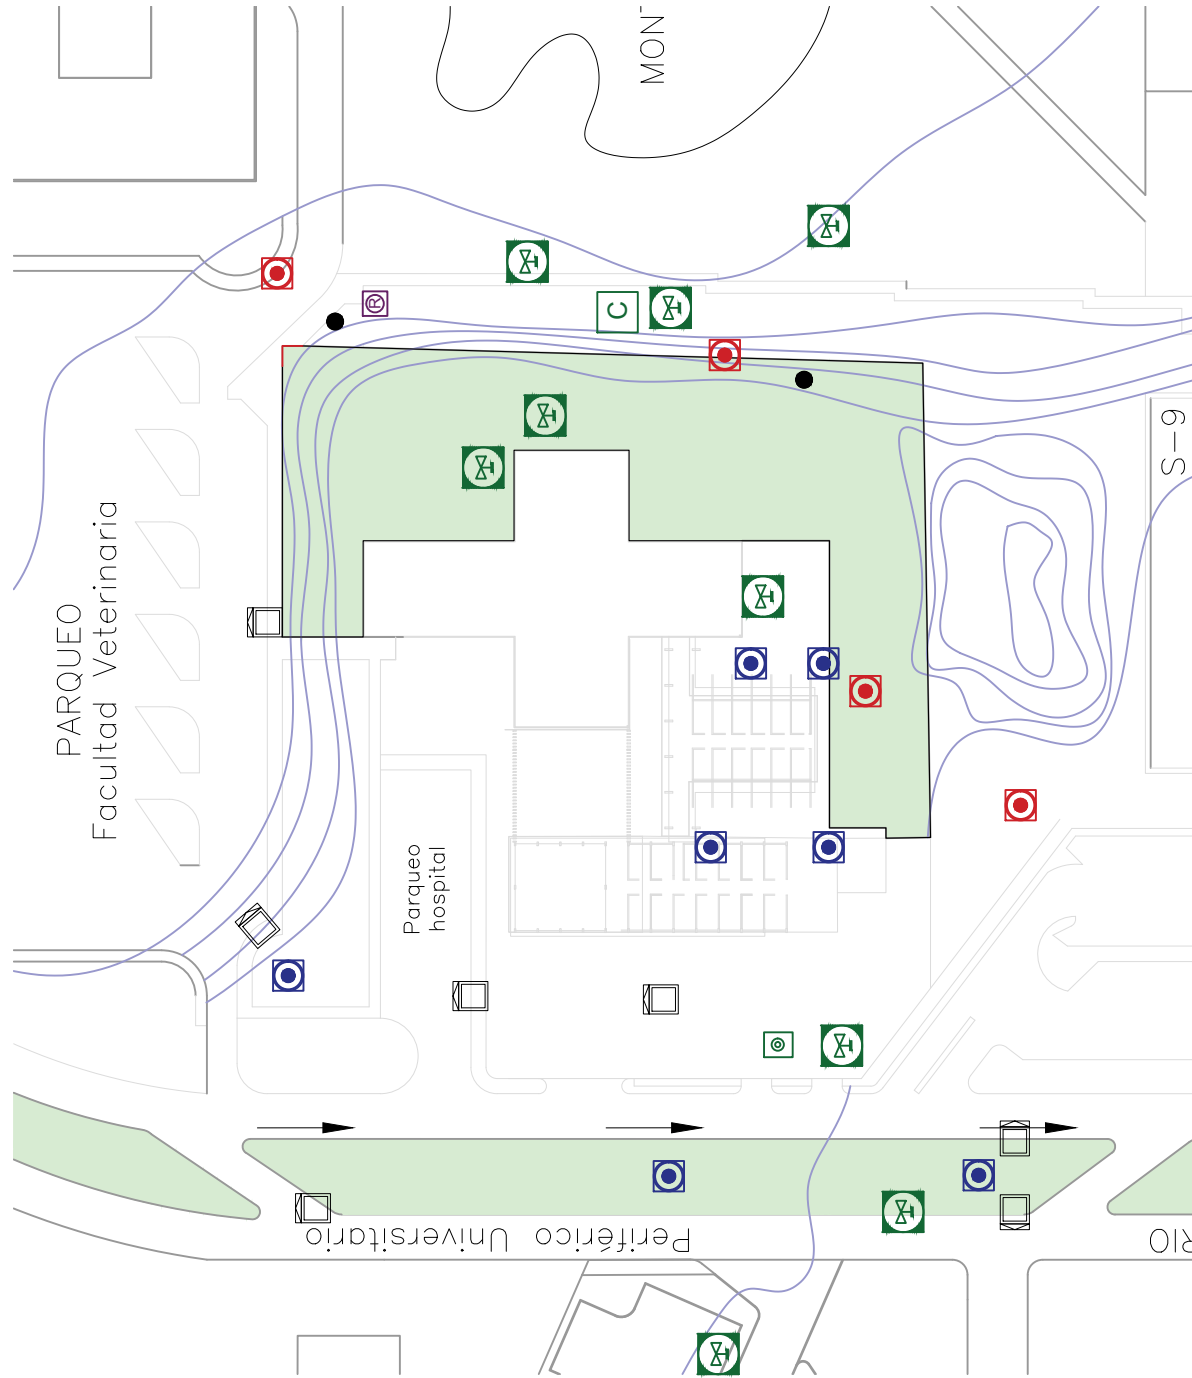 MON
®
C
S-9
PARQUEO
Facultad Veterinaria
Parqueo
hospital
Periférico Universitario
RIO